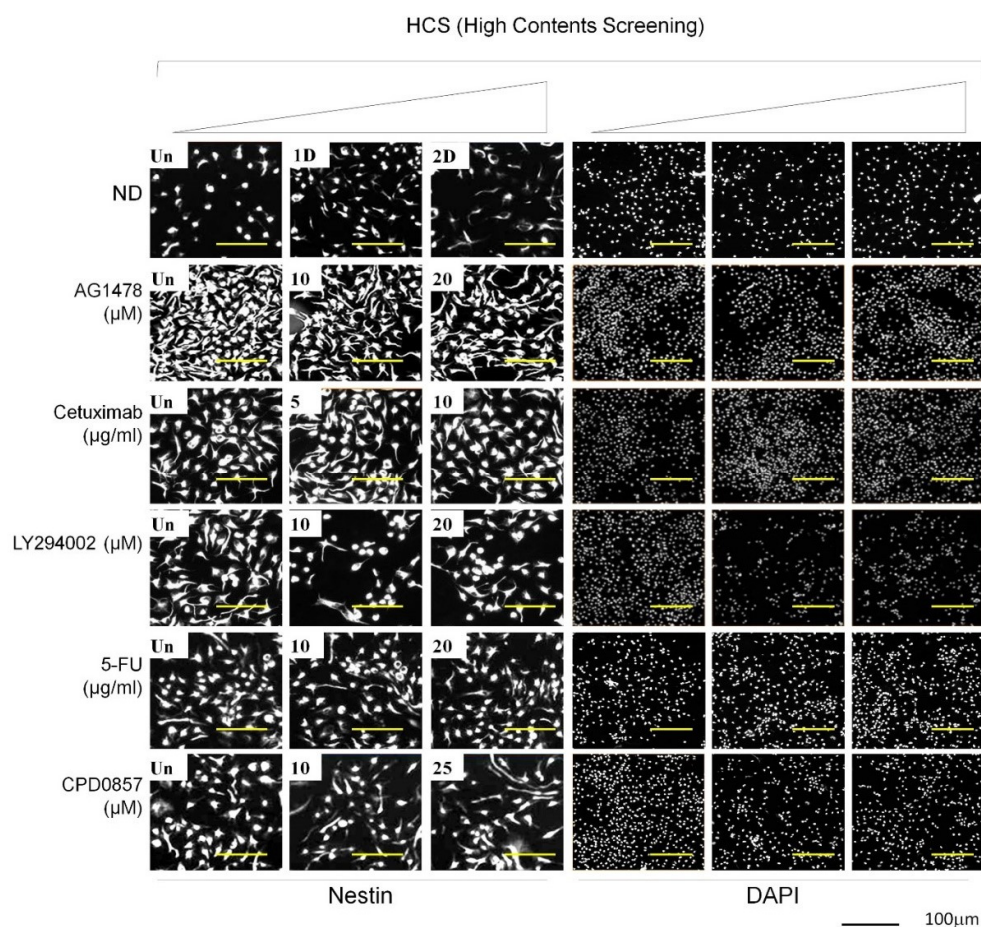 HCS (High Contents Screening)
ND
Un
1D
2D
AG1478
(µM)
Un
10
20
Cetuximab
(µg/ml)
Un
5
10
LY294002 (µM)
Un
10
20
5-FU
(µg/ml)
Un
10
20
CPD0857
(µM)
Un
10
25
Nestin
DAPI
100µm